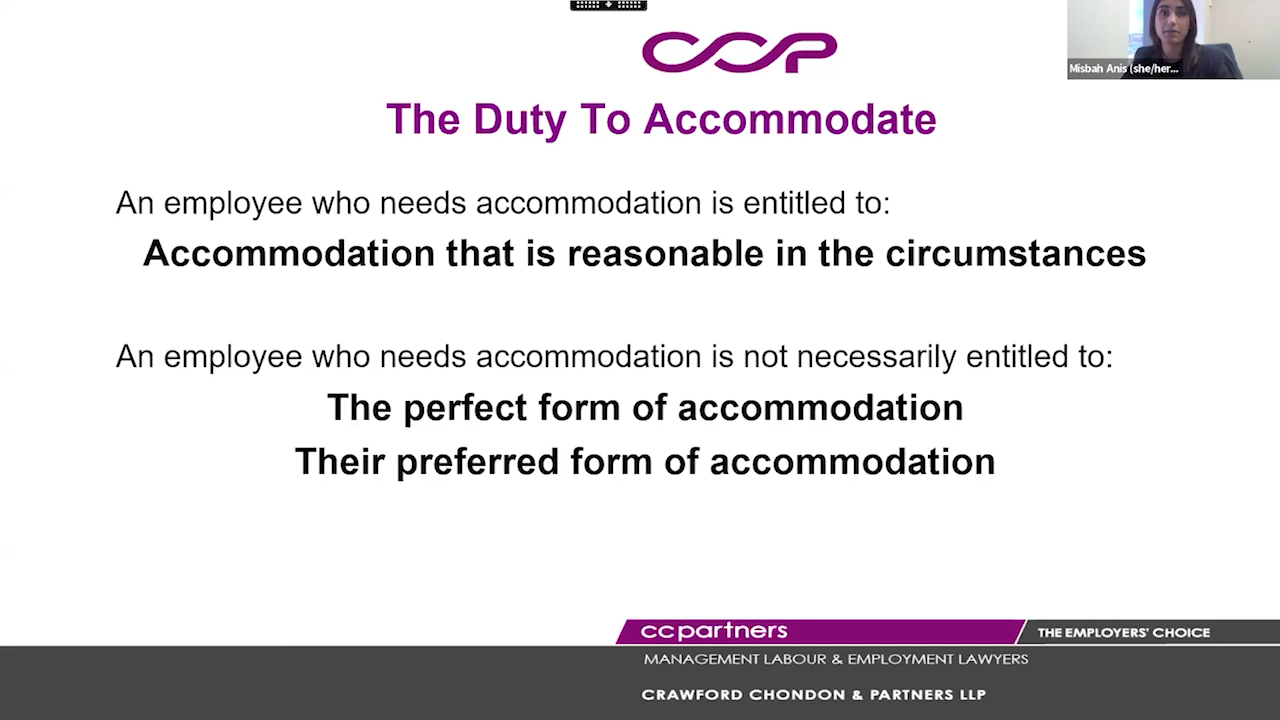 CCP
Misbah Anis (she/her...
The Duty To Accommodate
An employee who needs accommodation is entitled to:
Accommodation that is reasonable in the circumstances
An employee who needs accommodation is not necessarily entitled to:
The perfect form of accommodation
Their preferred form of accommodation
ccpartners
THE EMPLOYERS' CHOICE
MANAGEMENT LABOUR & EMPLOYMENT LAWYERS
CRAWFORD CHONDON & PARTNERS LLP